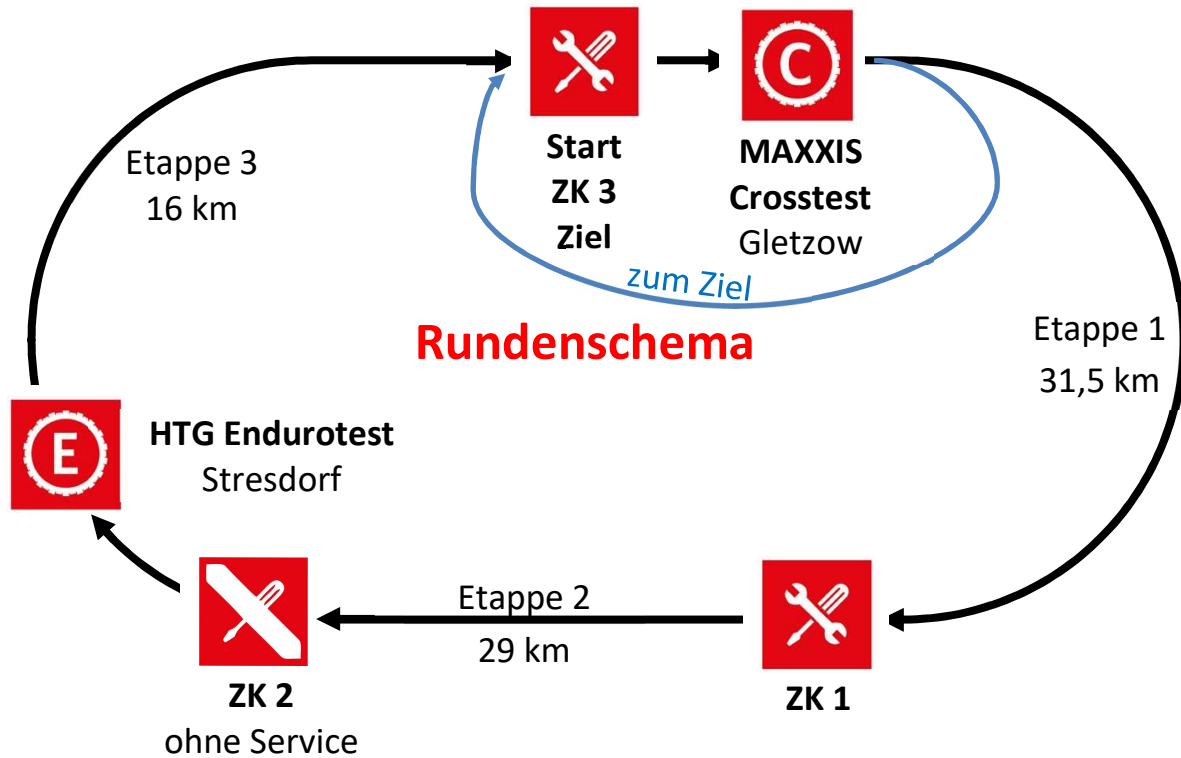 Start
ZK 3
Ziel
C
MAXXIS
Crosstest
Gletzow
Etappe 3
16 km
zum Ziel
Rundenschema
Etappe 1
31,5 km
E
HTG Endurotest
Stresdorf
Etappe 2
29 km
ZK 2
ohne Service
ZK 1